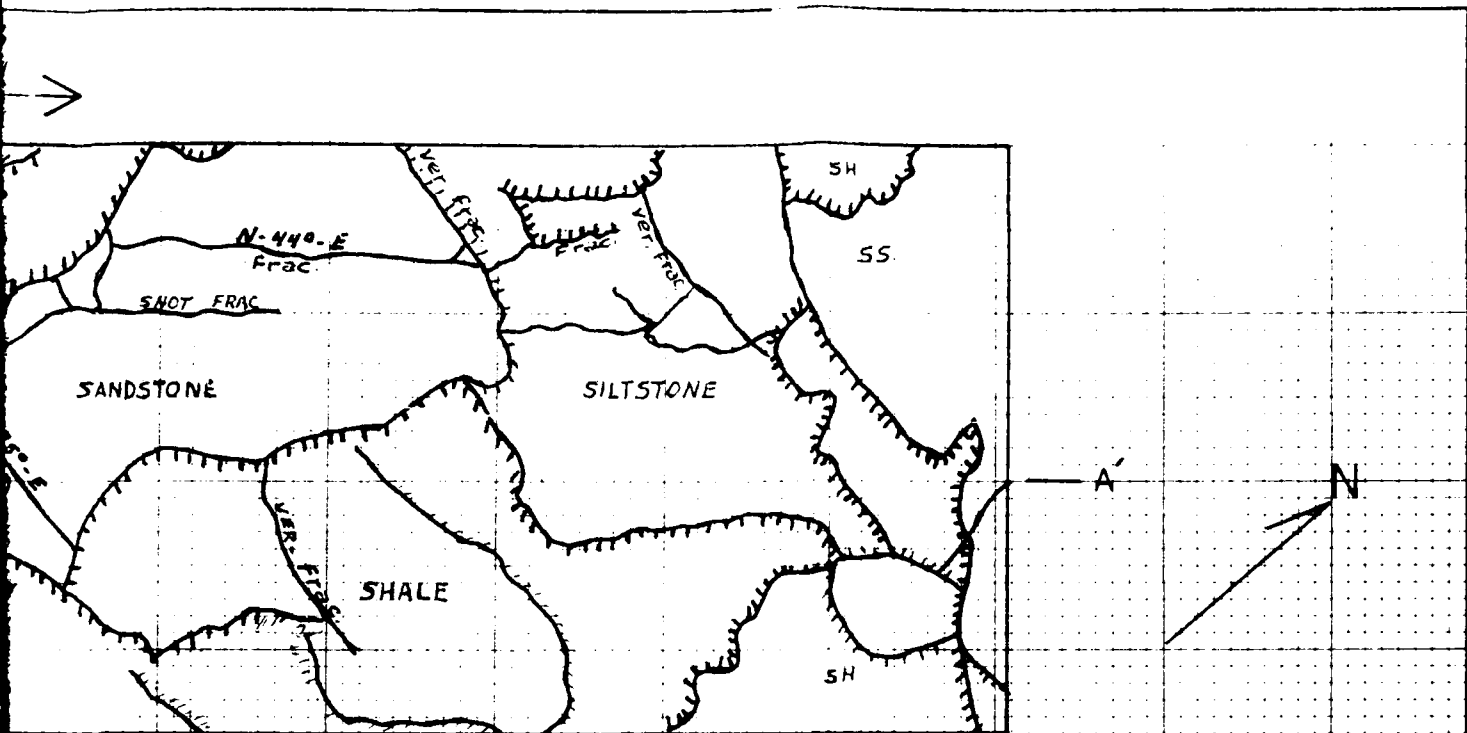 SH
ver. frac.
ver. frac.
N-44°-E
Frac.
Frac.
SS.
SHOT FRAC
SANDSTONE
SILTSTONE
A'
N
VER. frac.
SHALE
SH